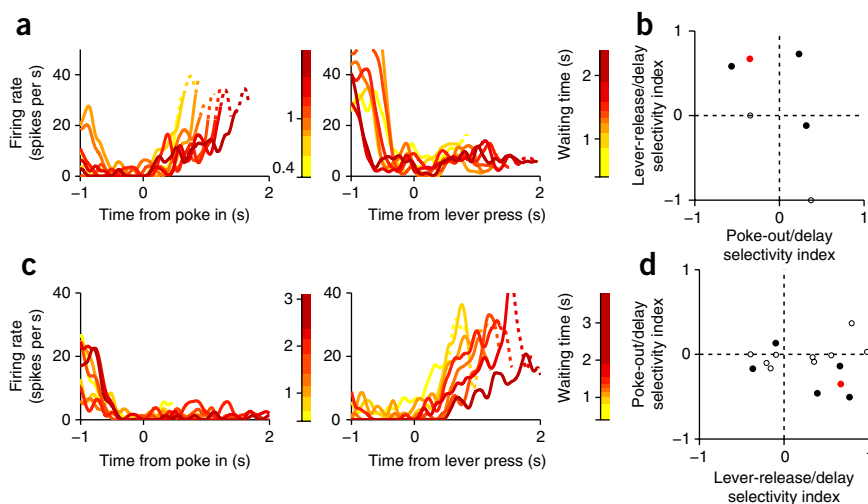 a
Firing rate
(spikes per s)
40
20
0
−1
0
1
2
Time from poke in (s)
1
0.4
40
20
0
−1
0
1
2
Time from lever press (s)
Waiting time (s)
2
1
b
Lever-release/delay
selectivity index
1
0
−1
−1
0
1
Poke-out/delay
selectivity index
c
Firing rate
(spikes per s)
40
20
0
−1
0
1
2
Time from poke in (s)
3
2
1
40
20
0
−1
0
1
2
Time from lever press (s)
Waiting time (s)
3
2
1
d
Poke-out/delay
selectivity index
1
0
−1
−1
0
1
Lever-release/delay
selectivity index